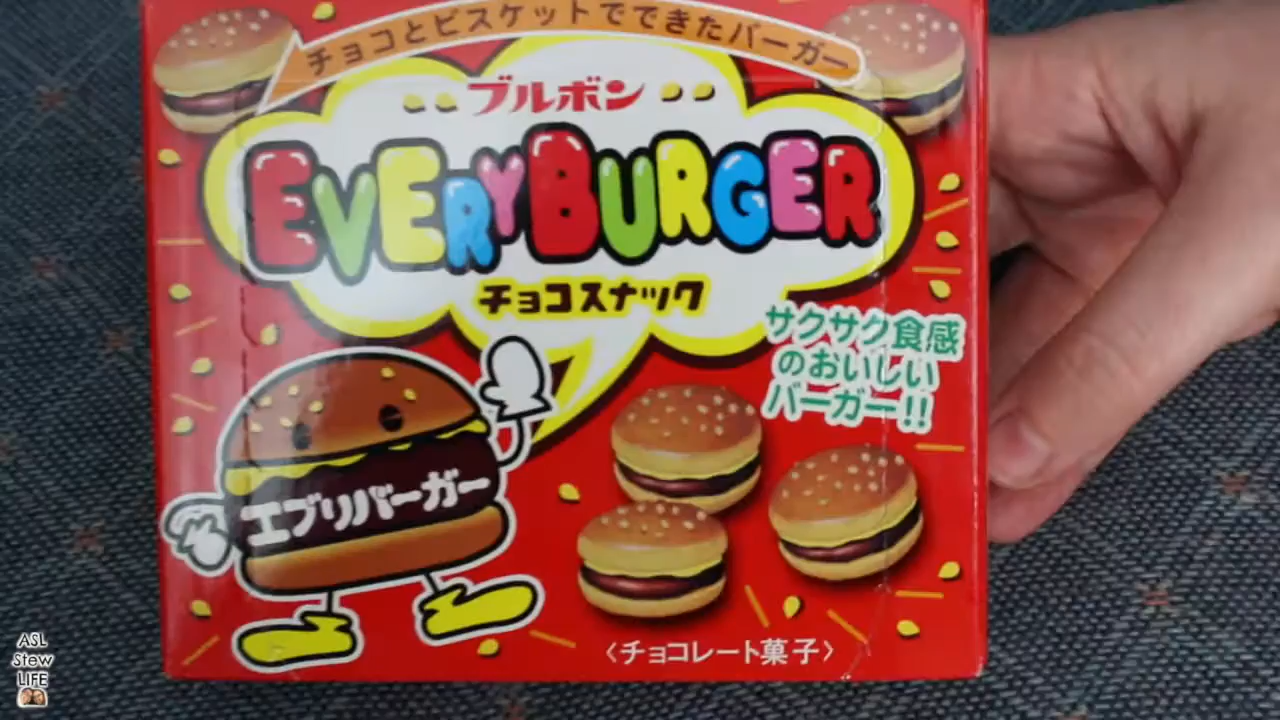 チョコとビスケットでできたバーガー
ブルボン
EVERYBURGER
チョコスナック
サクサク食感
のおいしい
バーガー!!
エブリバーガー
〈チョコレート菓子〉
ASL
Stew
LIFE